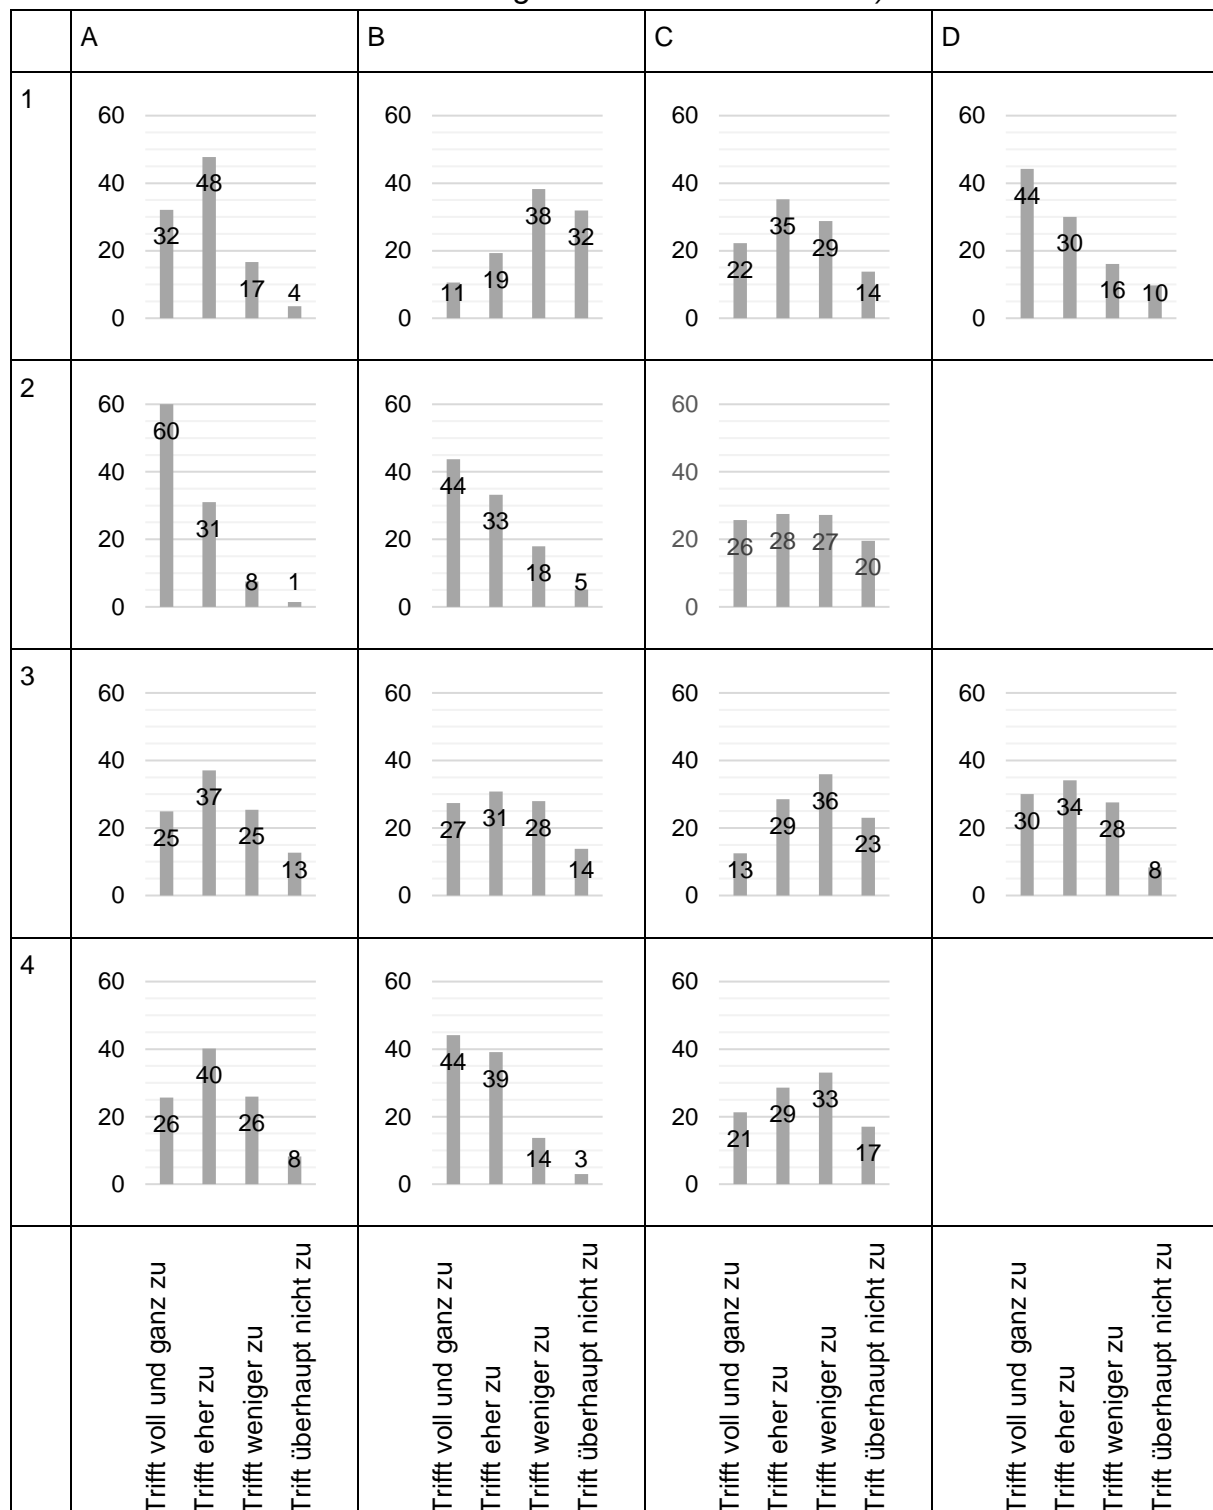 A B C D
1
60 60 60 60
40 40 40 40
20 20 20 20
0 0 0 0
32 48 17 4
11 19 38 32
22 35 29 14
44 30 16 10
2
60 60 60
40 40 40
20 20 20
0 0 0
60 31 8 1
44 33 18 5
26 28 27 20
3
60 60 60 60
40 40 40 40
20 20 20 20
0 0 0 0
25 37 25 13
27 31 28 14
13 29 36 23
30 34 28 8
4
60 60 60
40 40 40
20 20 20
0 0 0
26 40 26 8
44 39 14 3
21 29 33 17
Trifft voll und ganz zu
Trifft eher zu
Trifft weniger zu
Trift überhaupt nicht zu
Trifft voll und ganz zu
Trifft eher zu
Trifft weniger zu
Trift überhaupt nicht zu
Trifft voll und ganz zu
Trifft eher zu
Trifft weniger zu
Trift überhaupt nicht zu
Trifft voll und ganz zu
Trifft eher zu
Trifft weniger zu
Trift überhaupt nicht zu